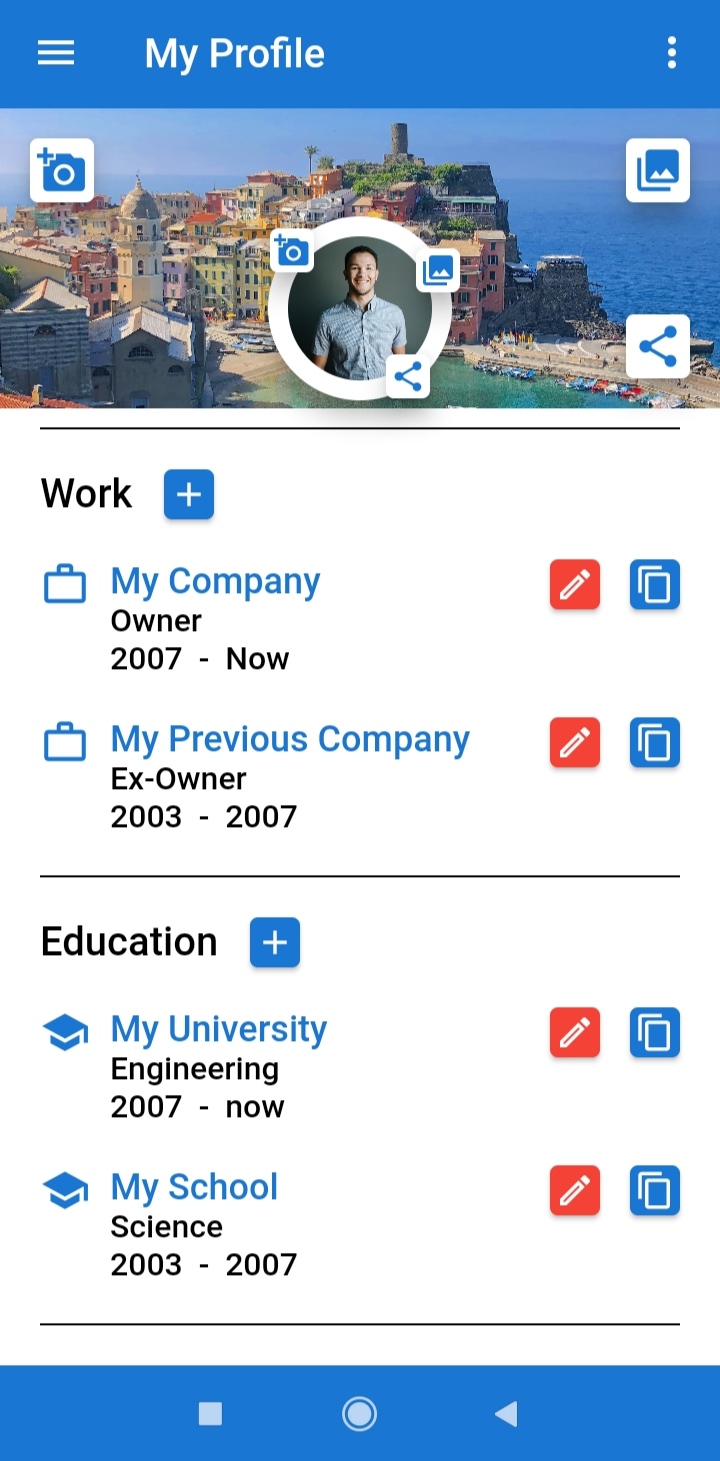 My Profile
Work
My Company
Owner
2007 - Now
My Previous Company
Ex-Owner
2003 - 2007
Education
My University
Engineering
2007 - now
My School
Science
2003 - 2007